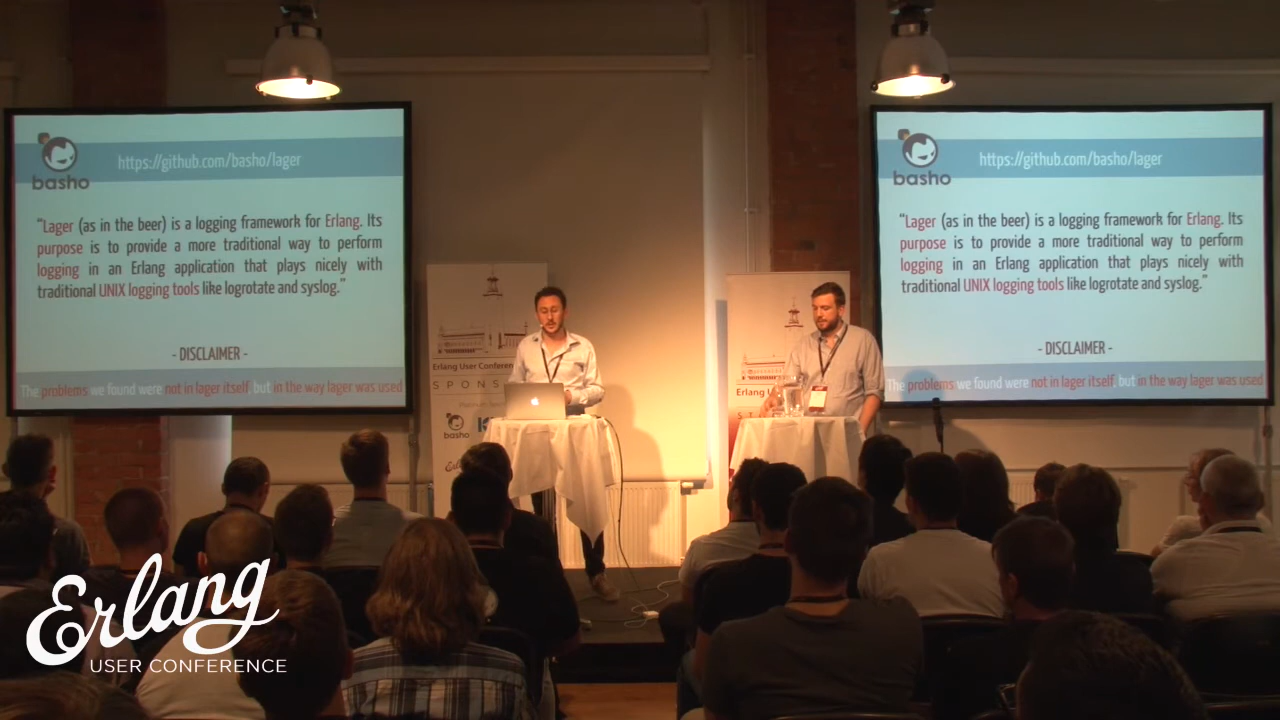 basho
https://github.com/basho/lager
“Lager (as in the beer) is a logging framework for Erlang. Its
purpose is to provide a more traditional way to perform
logging in an Erlang application that plays nicely with
traditional UNIX logging tools like logrotate and syslog.”
- DISCLAIMER -
The problems we found were not in lager itself but in the way lager was used
basho
https://github.com/basho/lager
“Lager (as in the beer) is a logging framework for Erlang. Its
purpose is to provide a more traditional way to perform
logging in an Erlang application that plays nicely with
traditional UNIX logging tools like logrotate and syslog.”
- DISCLAIMER -
The problems we found were not in lager itself, but in the way lager was used
Erlang User Conferen
SPONS
basho
Erlang U
Erlang
USER CONFERENCE